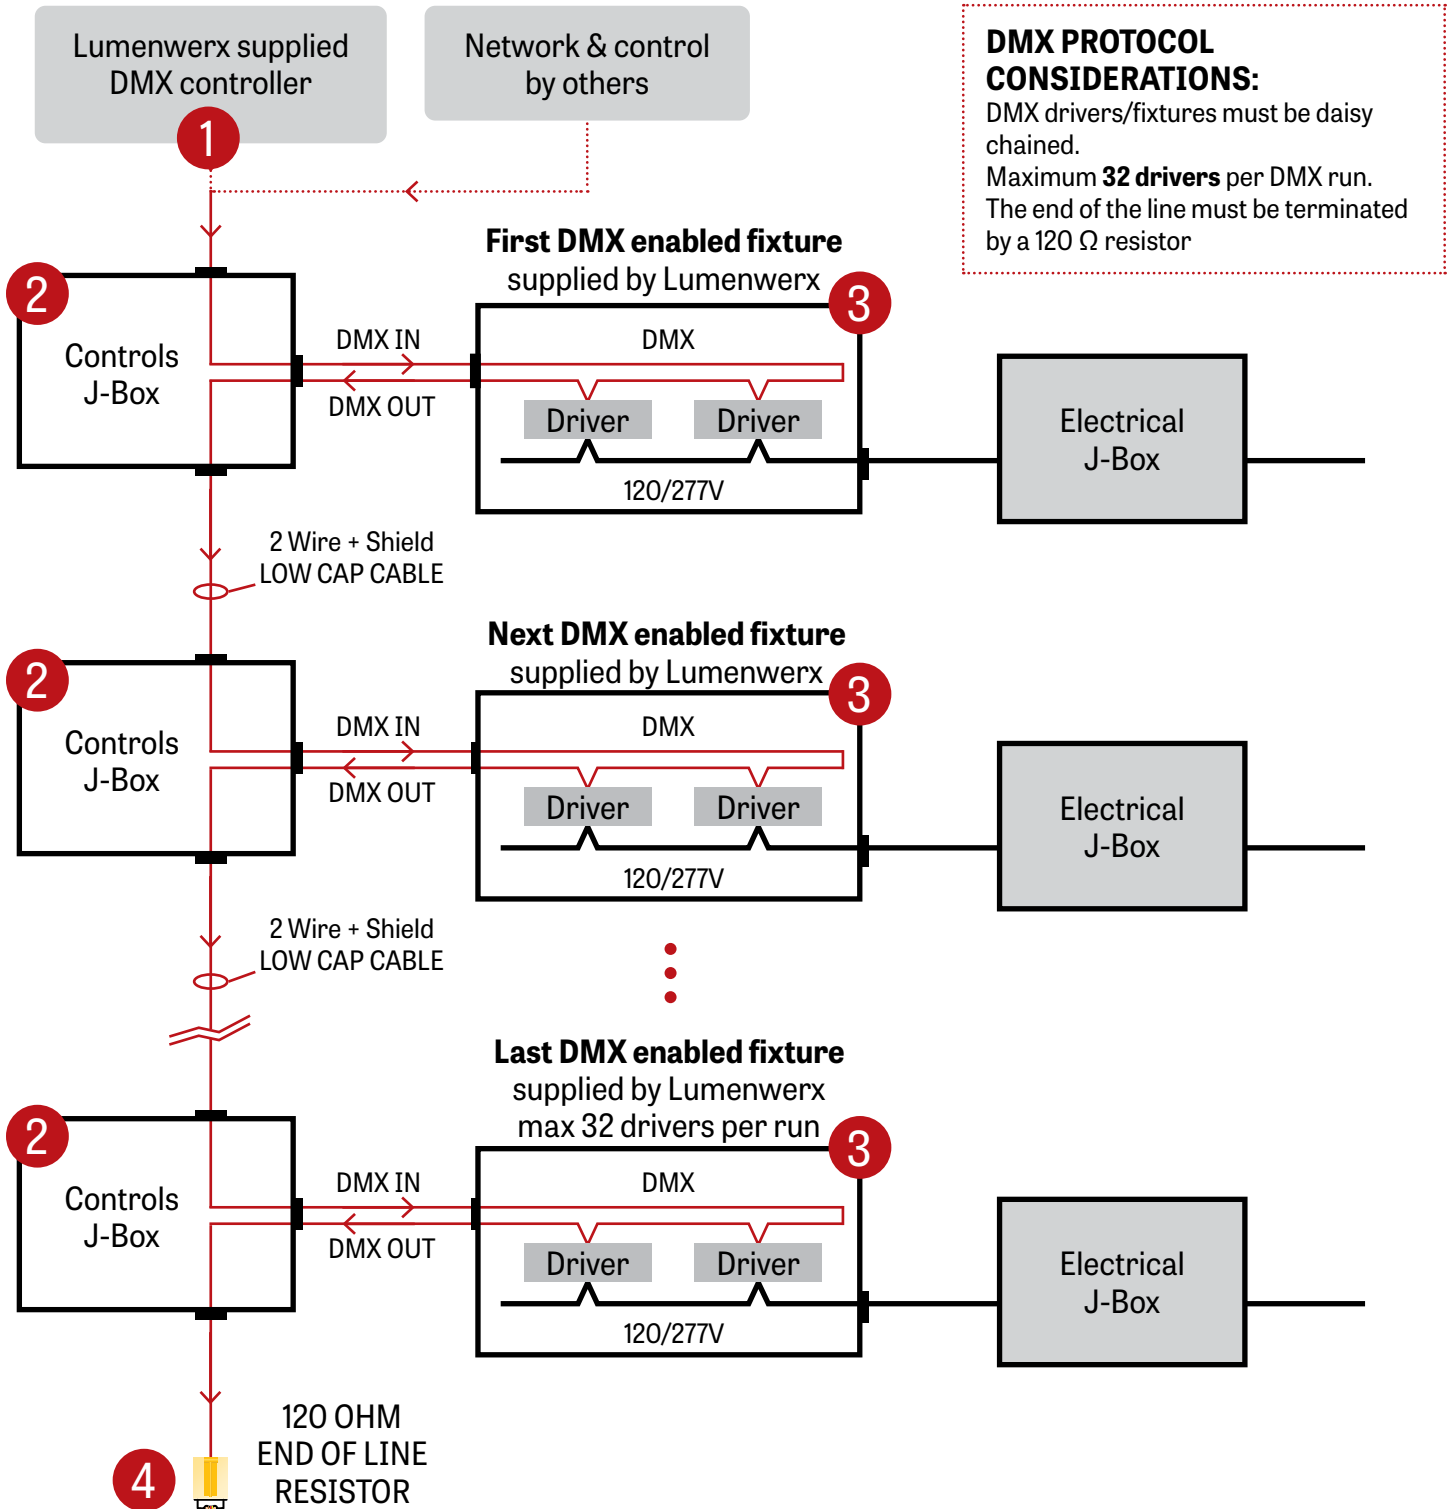 Lumenwerx supplied
DMX controller
1
Network & control
by others
DMX PROTOCOL
CONSIDERATIONS:
DMX drivers/fixtures must be daisy
chained.
Maximum 32 drivers per DMX run.
The end of the line must be terminated
by a 120 Ω resistor
First DMX enabled fixture
supplied by Lumenwerx
2
Controls
J-Box
DMX IN
DMX OUT
3
DMX
Driver
Driver
120/277V
Electrical
J-Box
2 Wire + Shield
LOW CAP CABLE
Next DMX enabled fixture
supplied by Lumenwerx
2
Controls
J-Box
DMX IN
DMX OUT
3
DMX
Driver
Driver
120/277V
Electrical
J-Box
2 Wire + Shield
LOW CAP CABLE
Last DMX enabled fixture
supplied by Lumenwerx
max 32 drivers per run
2
Controls
J-Box
DMX IN
DMX OUT
3
DMX
Driver
Driver
120/277V
Electrical
J-Box
4
120 OHM
END OF LINE
RESISTOR